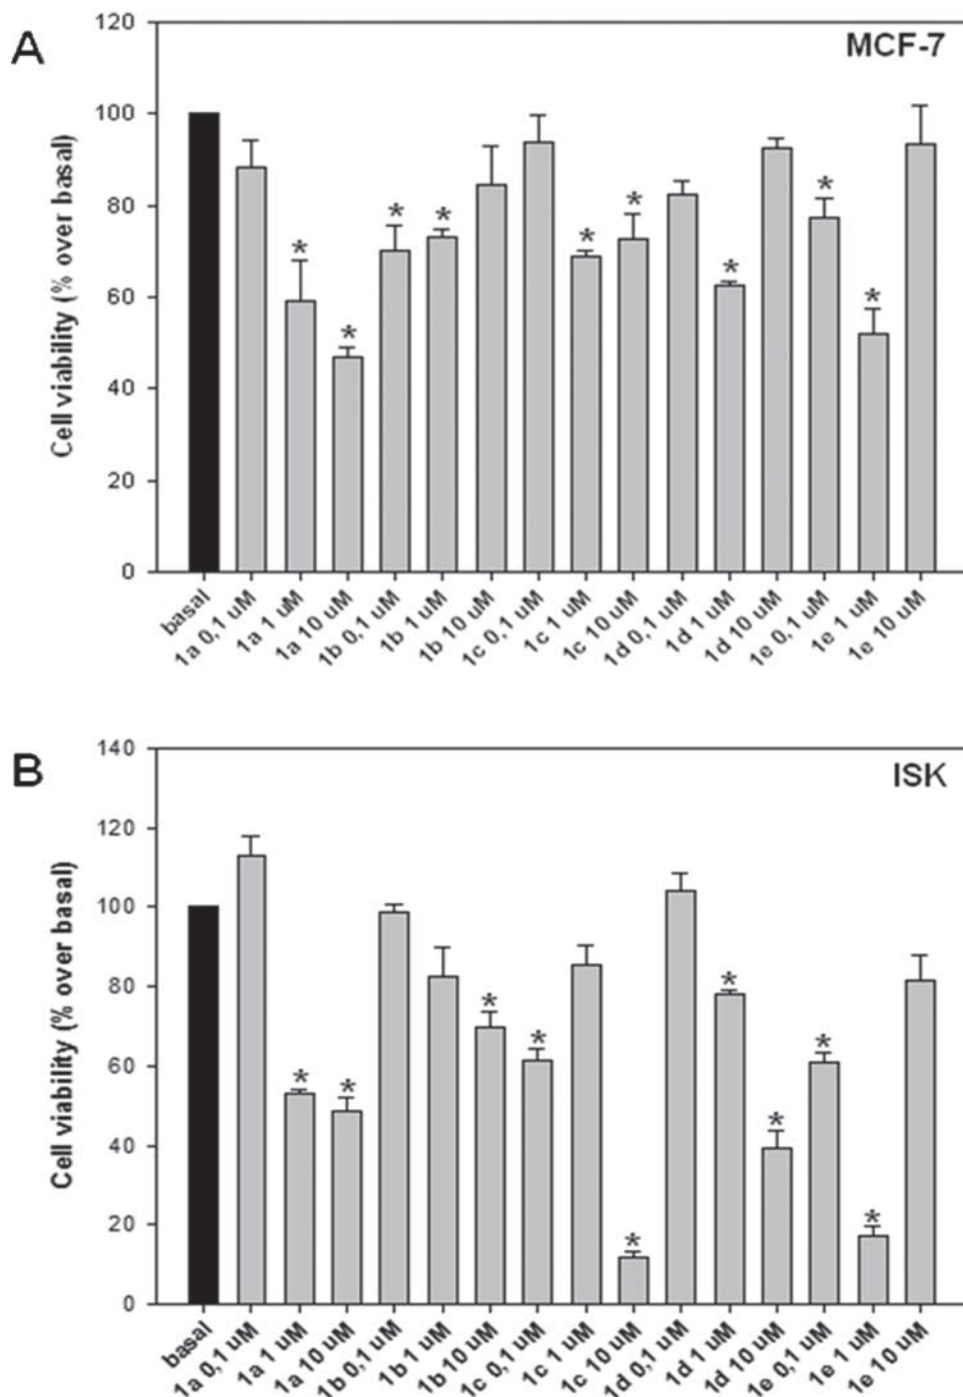 A
MCF-7
Cell viability (% over basal)
120
100
80
60
40
20
0
* * * * * * * * *
basal
1a 0,1 uM
1a 1 uM
1a 10 uM
1b 0,1 uM
1b 1 uM
1b 10 uM
1c 0,1 uM
1c 1 uM
1c 10 uM
1d 0,1 uM
1d 1 uM
1d 10 uM
1e 0,1 uM
1e 1 uM
1e 10 uM
B
ISK
Cell viability (% over basal)
140
120
100
80
60
40
20
0
* * * * * * * * *
basal
1a 0,1 uM
1a 1 uM
1a 10 uM
1b 0,1 uM
1b 1 uM
1b 10 uM
1c 0,1 uM
1c 1 uM
1c 10 uM
1d 0,1 uM
1d 1 uM
1d 10 uM
1e 0,1 uM
1e 1 uM
1e 10 uM